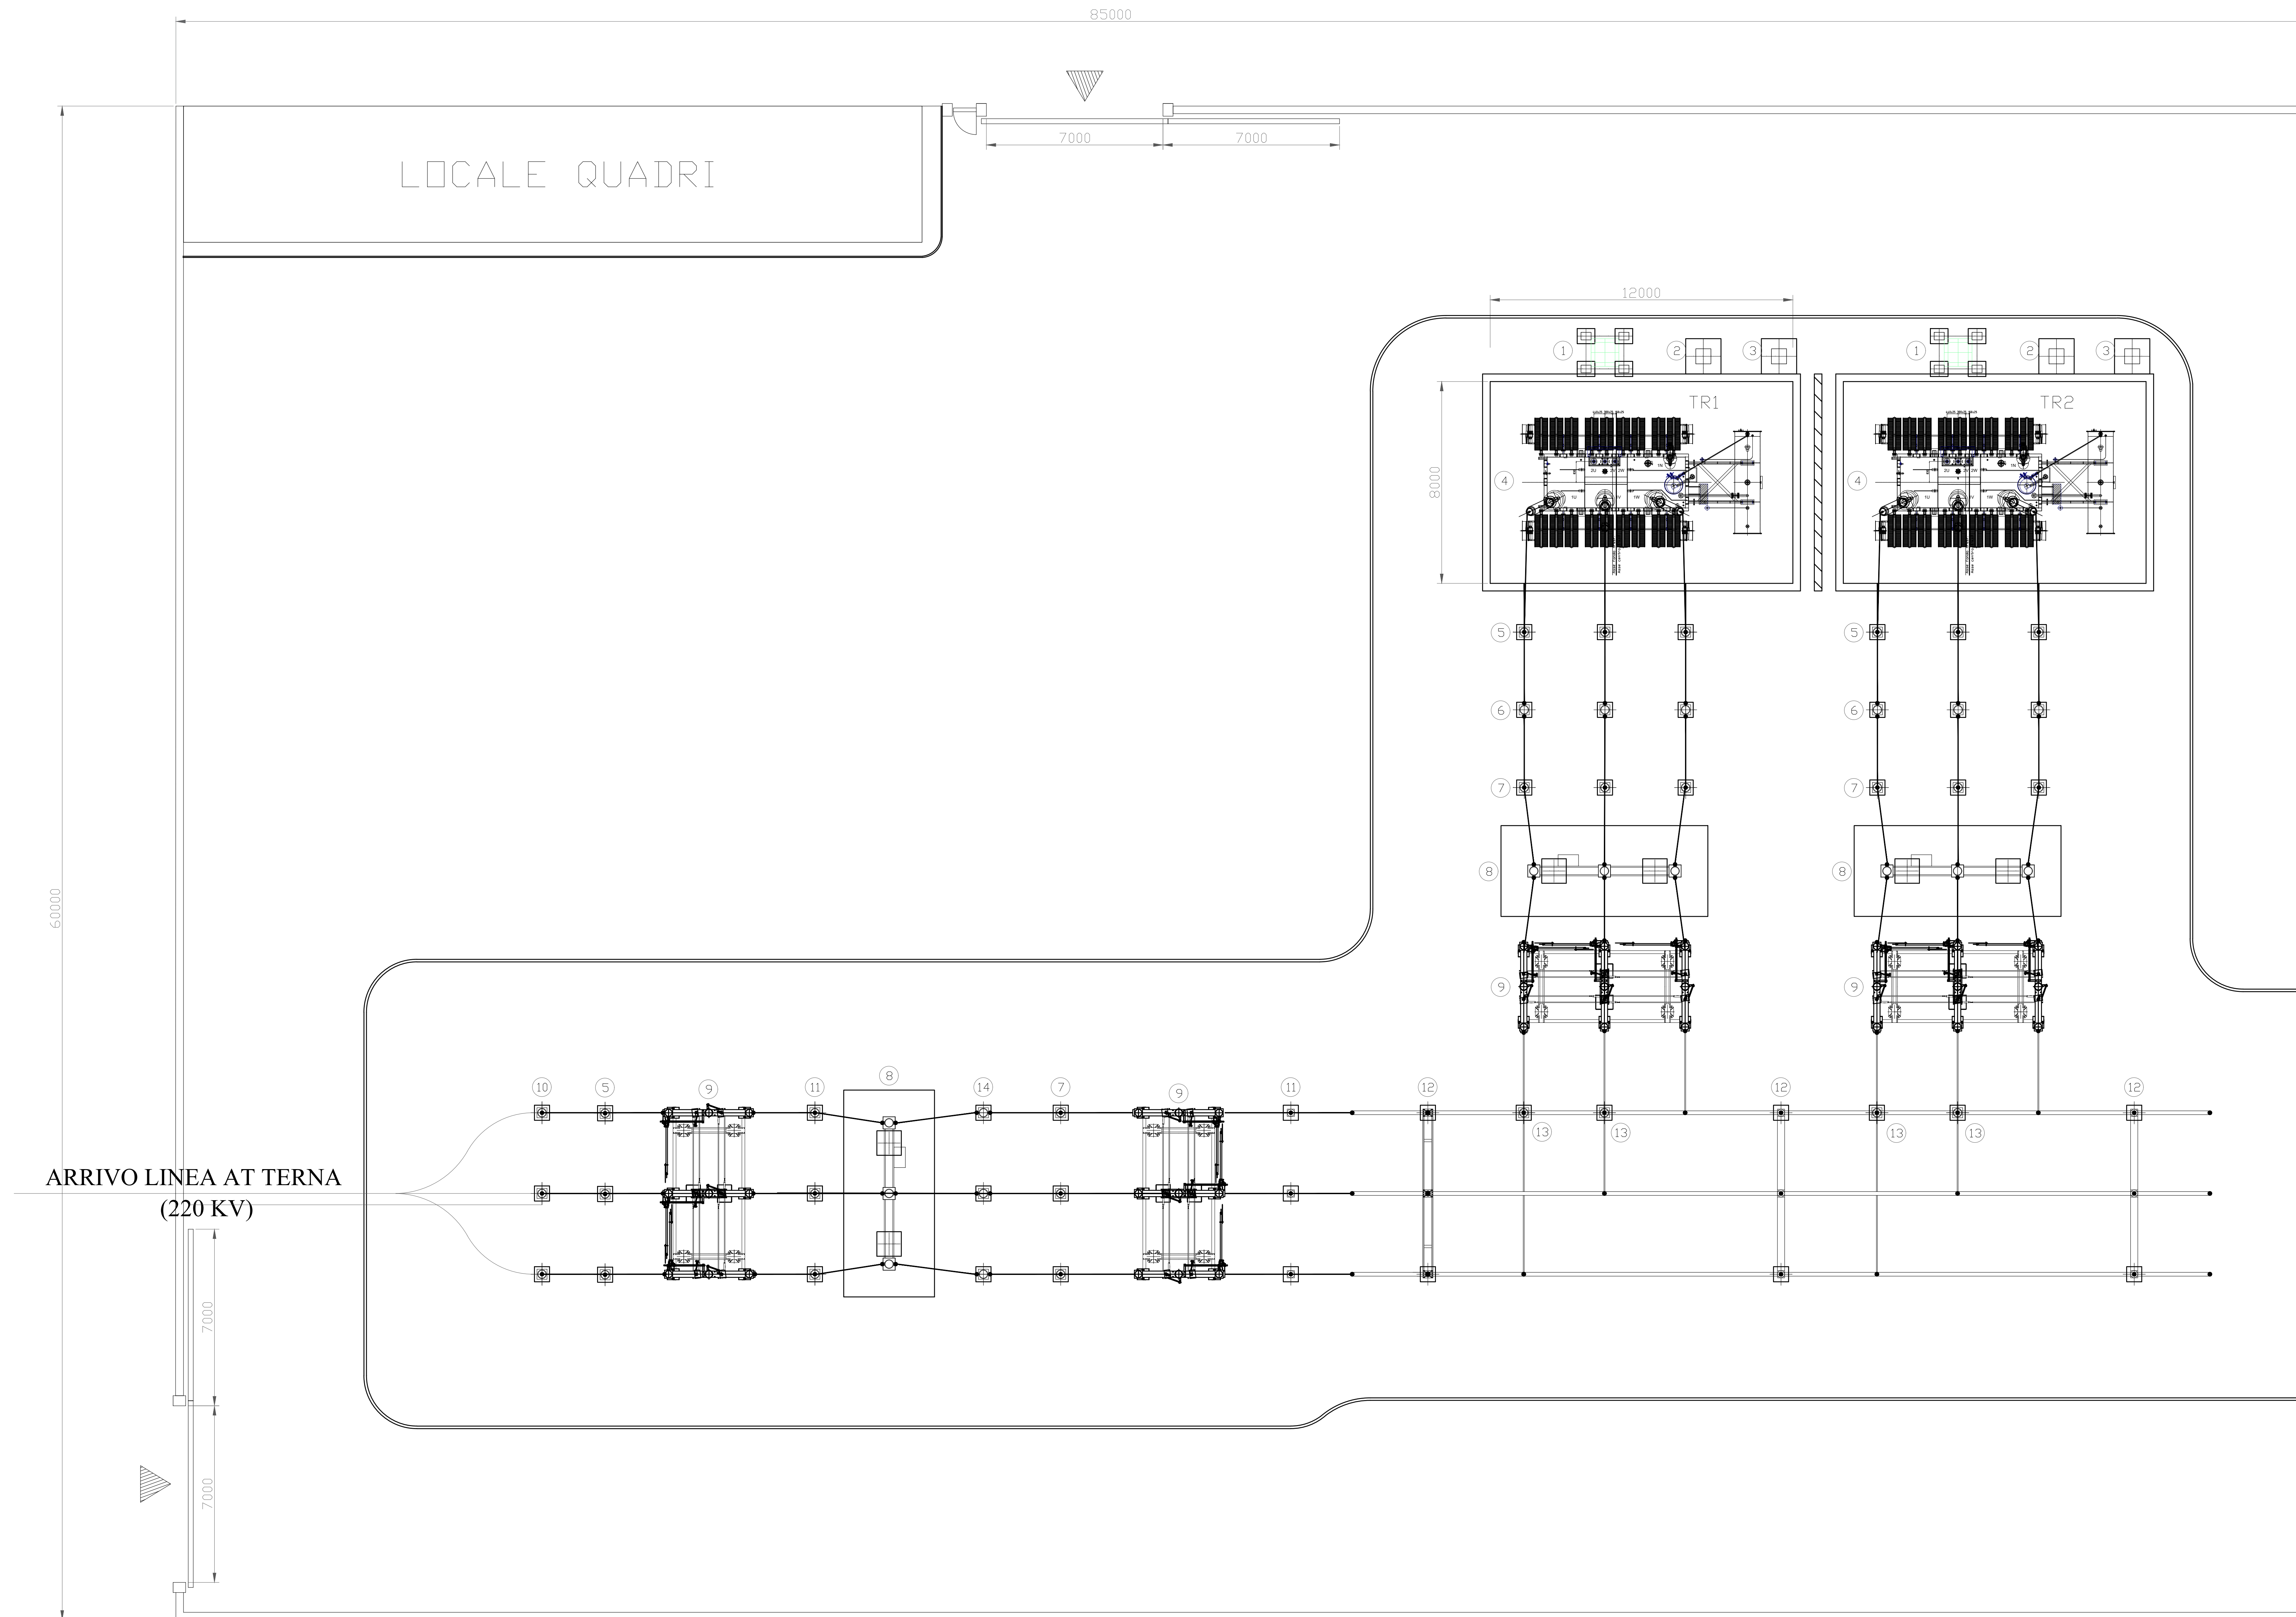 85000
7000 7000
LOCALE QUADRI
12000
1 2 3 1 2 3
TR1 TR2
8000
4 4
5 5
6 6
7 7
8 8
60000
9 9
10 5 9 11 8 14 7 9 11 12 12 12
13 13 13 13
ARRIVO LINEA AT TERNA
(220 KV)
7000
7000